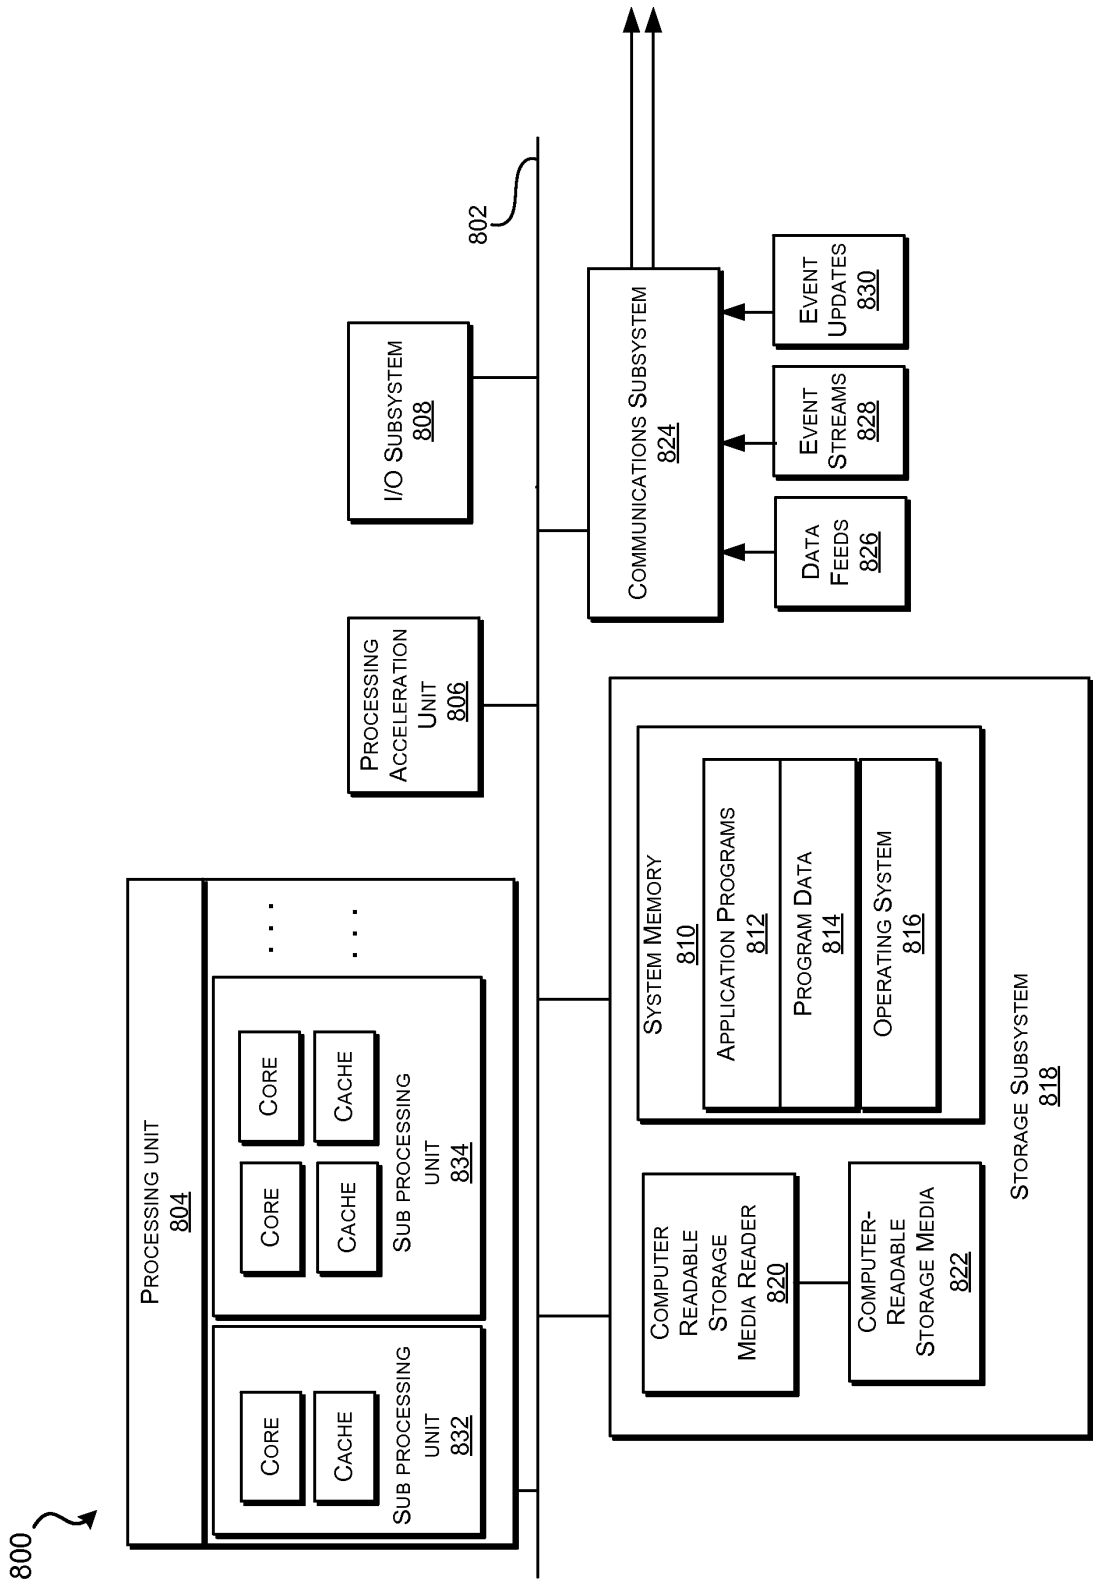 800
PROCESSING UNIT
804
CORE
CACHE
SUB PROCESSING
UNIT
832
CORE
CORE
CACHE
CACHE
SUB PROCESSING
UNIT
834
. . .
. . .
PROCESSING
ACCELERATION
UNIT
806
I/O SUBSYSTEM
808
802
COMPUTER
READABLE
STORAGE
MEDIA READER
820
COMPUTER-
READABLE
STORAGE MEDIA
822
SYSTEM MEMORY
810
APPLICATION PROGRAMS
812
PROGRAM DATA
814
OPERATING SYSTEM
816
STORAGE SUBSYSTEM
818
COMMUNICATIONS SUBSYSTEM
824
DATA
FEEDS
826
EVENT
STREAMS
828
EVENT
UPDATES
830